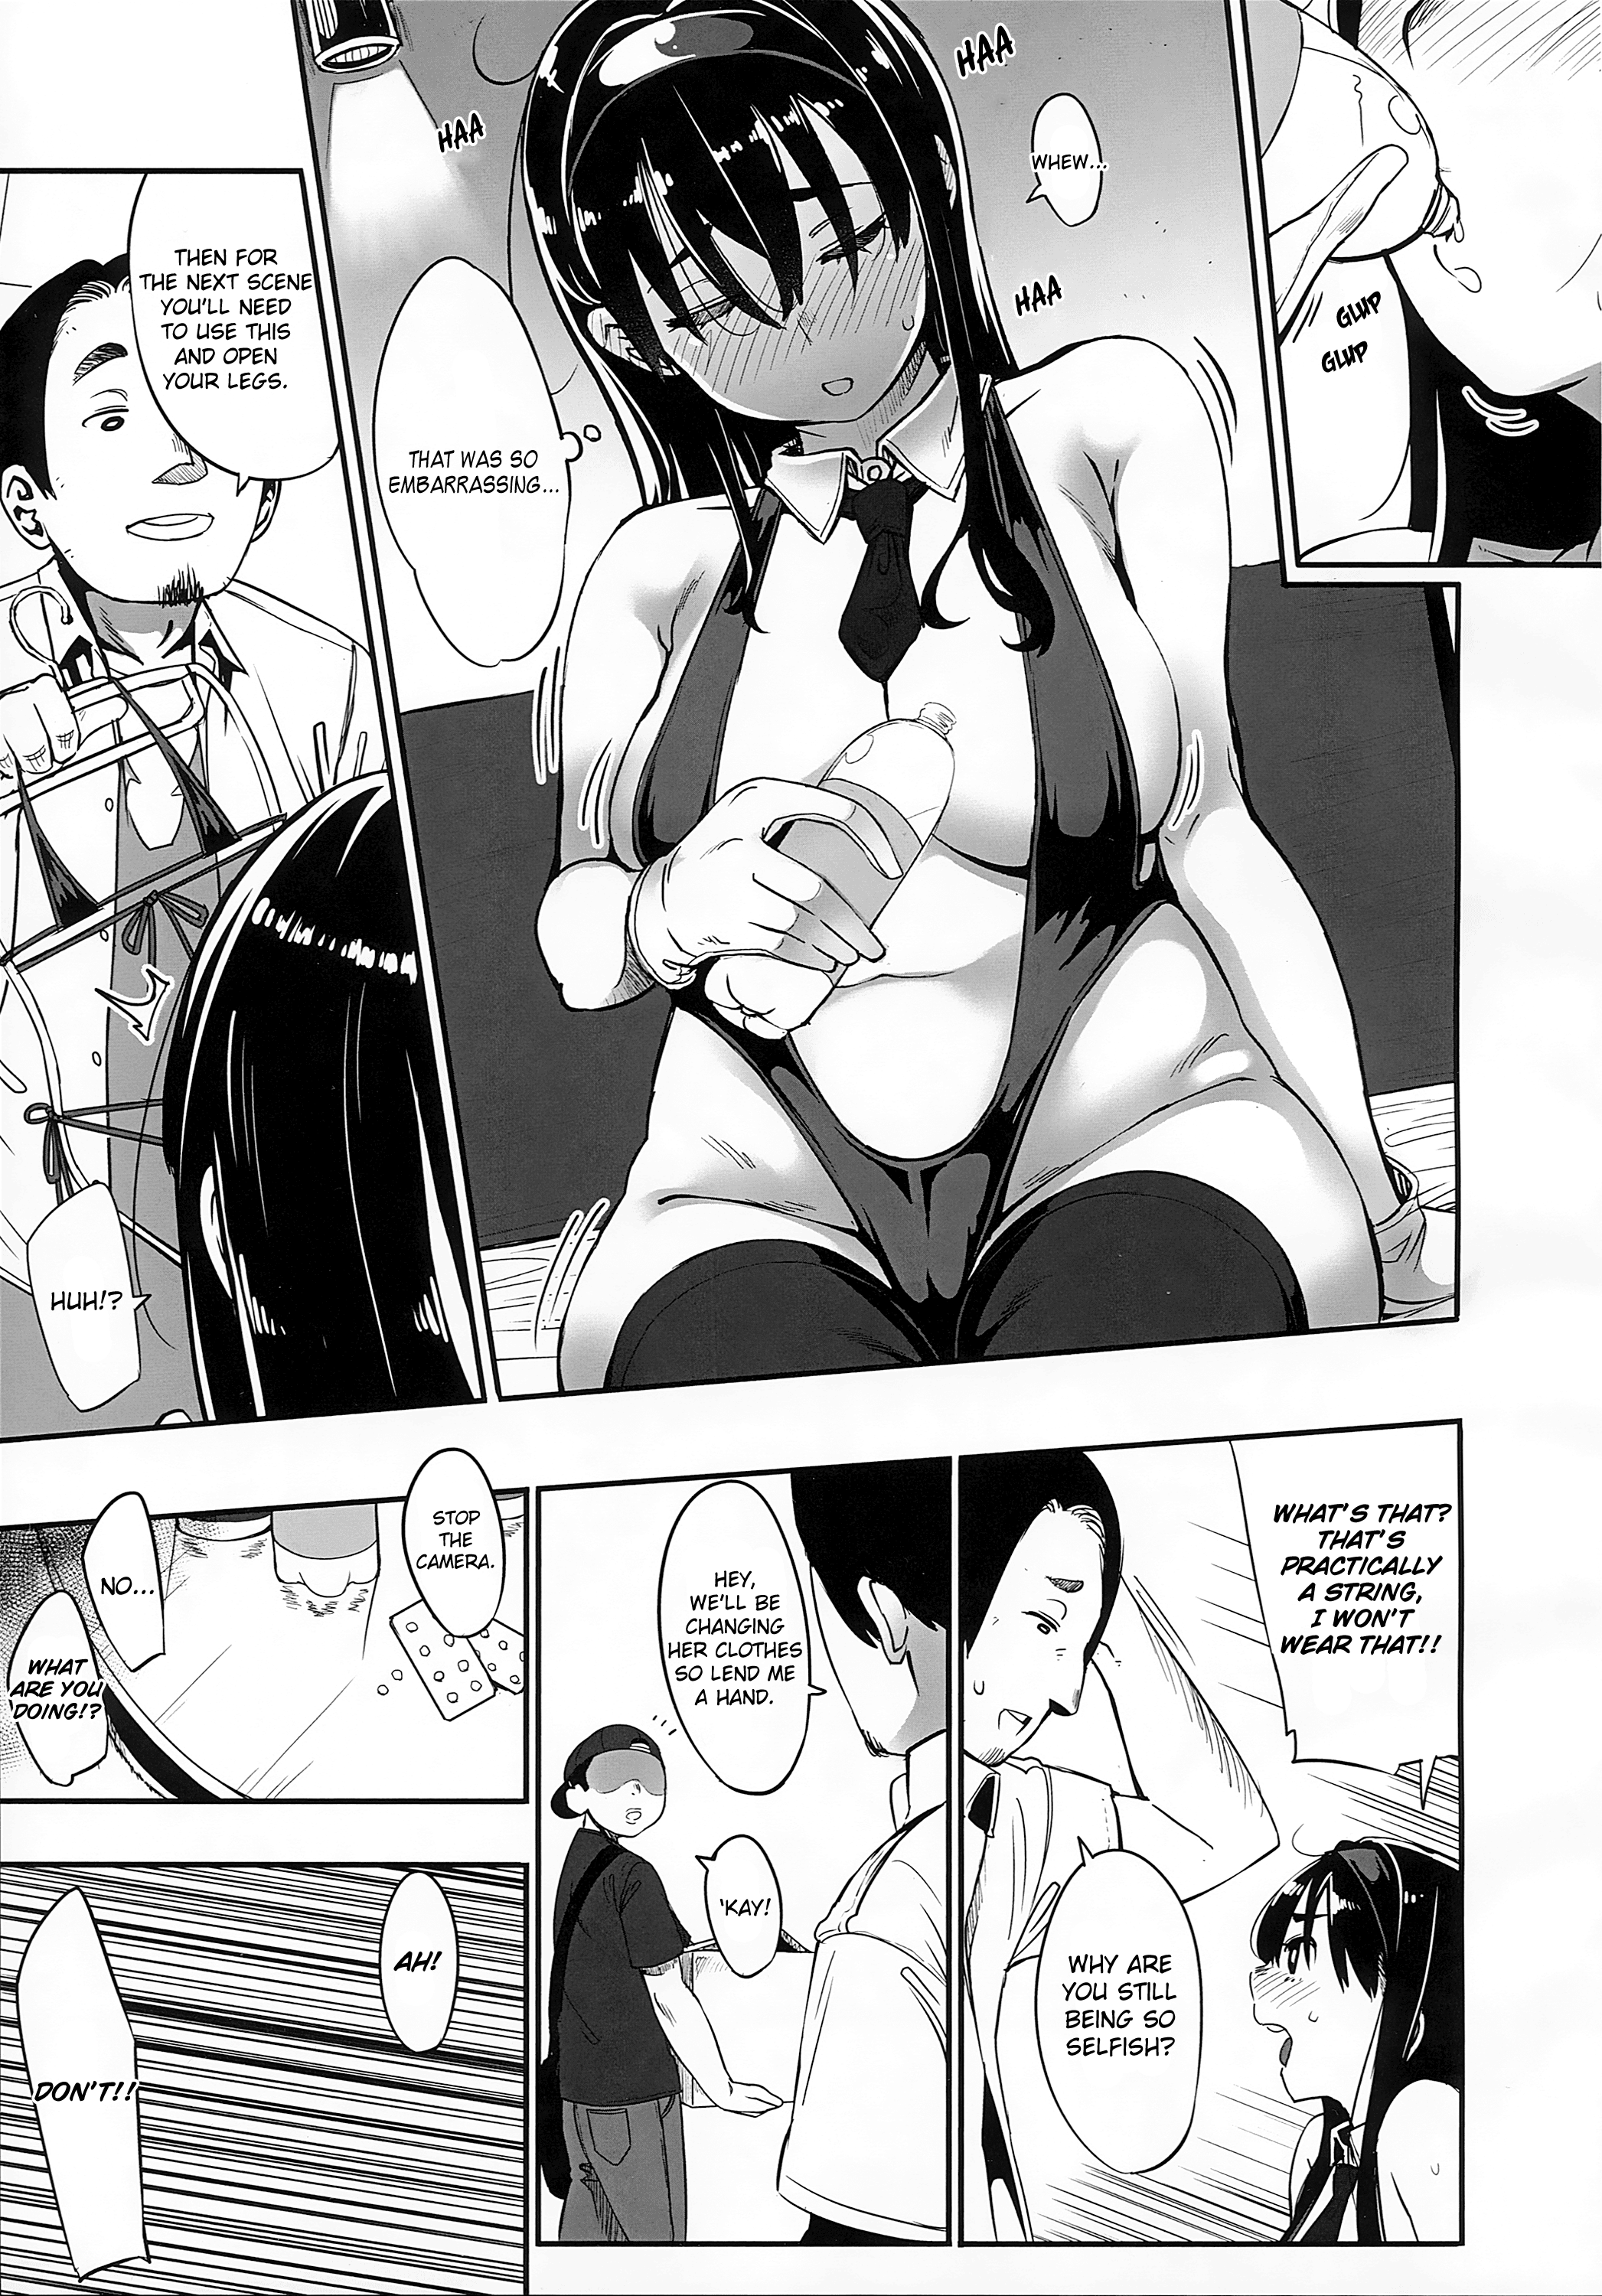 GLUP
GLUP
HAA
WHEW...
HAA
HAA
THAT WAS SO
EMBARRASSING...
THEN FOR
THE NEXT SCENE
YOU'LL NEED
TO USE THIS
AND OPEN
YOUR LEGS.
HUH!?
WHAT'S THAT?
THAT'S
PRACTICALLY
A STRING,
I WON'T
WEAR THAT!!
WHY ARE
YOU STILL
BEING SO
SELFISH?
HEY,
WE'LL BE
CHANGING
HER CLOTHES
SO LEND ME
A HAND.
'KAY!
STOP
THE
CAMERA.
NO...
WHAT
ARE YOU
DOING!?
AH!
DON'T!!